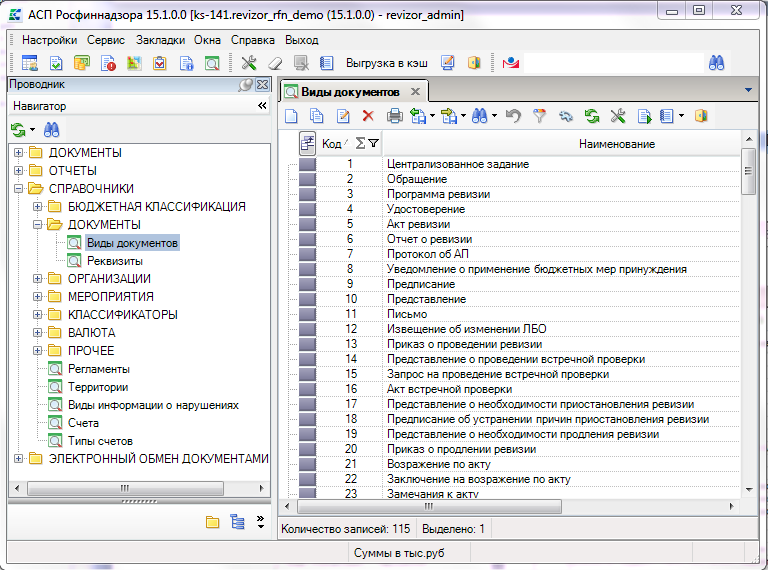 АСП Росфиннадзора 15.1.0.0 [ks-141.revizor_rfn_demo (15.1.0.0) - revizor_admin]
Настройки Сервис Закладки Окна Справка Выход
Выгрузка в кэш
Проводник
Навигатор
ДОКУМЕНТЫ
ОТЧЕТЫ
СПРАВОЧНИКИ
БЮДЖЕТНАЯ КЛАССИФИКАЦИЯ
ДОКУМЕНТЫ
Виды документов
Реквизиты
ОРГАНИЗАЦИИ
МЕРОПРИЯТИЯ
КЛАССИФИКАТОРЫ
ВАЛЮТА
ПРОЧЕЕ
Регламенты
Территории
Виды информации о нарушениях
Счета
Типы счетов
ЭЛЕКТРОННЫЙ ОБМЕН ДОКУМЕНТАМИ
Виды документов
Код Наименование
1 Централизованное задание
2 Обращение
3 Программа ревизии
4 Удостоверение
5 Акт ревизии
6 Отчет о ревизии
7 Протокол об АП
8 Уведомление о применение бюджетных мер принуждения
9 Предписание
10 Представление
11 Письмо
12 Извещение об изменении ЛБО
13 Приказ о проведении ревизии
14 Представление о проведении встречной проверки
15 Запрос на проведение встречной проверки
16 Акт встречной проверки
17 Представление о необходимости приостановления ревизии
18 Предписание об устранении причин приостановления ревизии
19 Представление о необходимости продления ревизии
20 Приказ о продлении ревизии
21 Возражение по акту
22 Заключение на возражение по акту
23 Замечания к акту
Количество записей: 115 Выделено: 1
Суммы в тыс.руб